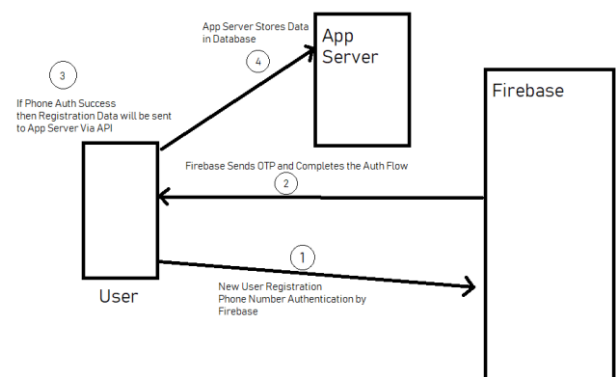 App Server Stores Data
in Database
App
Server
3
4
If Phone Auth Success
then Registration Data will be sent
to App Server Via API
Firebase
Firebase Sends OTP and Completes the Auth Flow
2
1
New User Registration
Phone Number Authentication by
Firebase
User